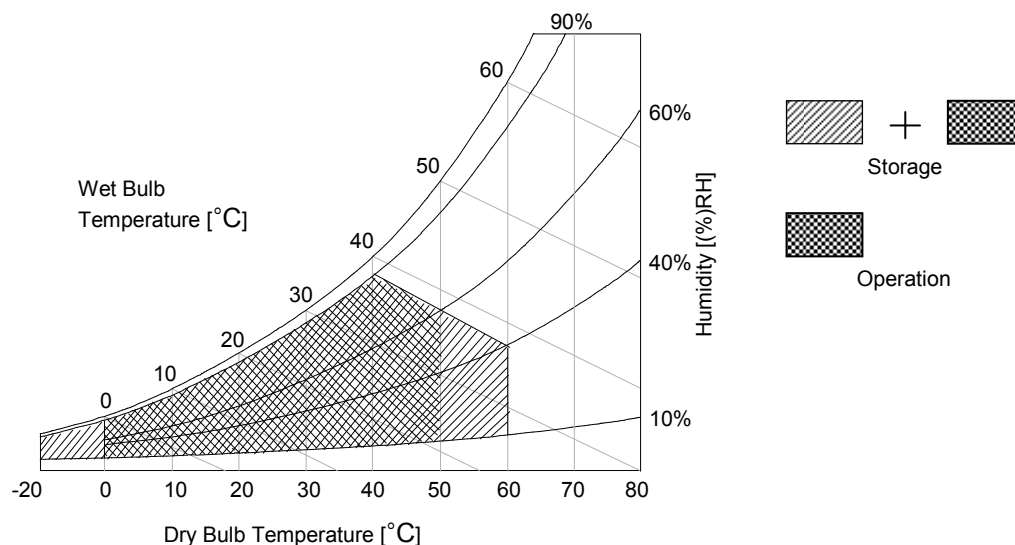 90%
60
60%
50
Wet Bulb
Temperature [°C]
40
30
20
10
0
Humidity [(%)RH]
40%
10%
-20 0 10 20 30 40 50 60 70 80
Dry Bulb Temperature [°C]
+
Storage
Operation